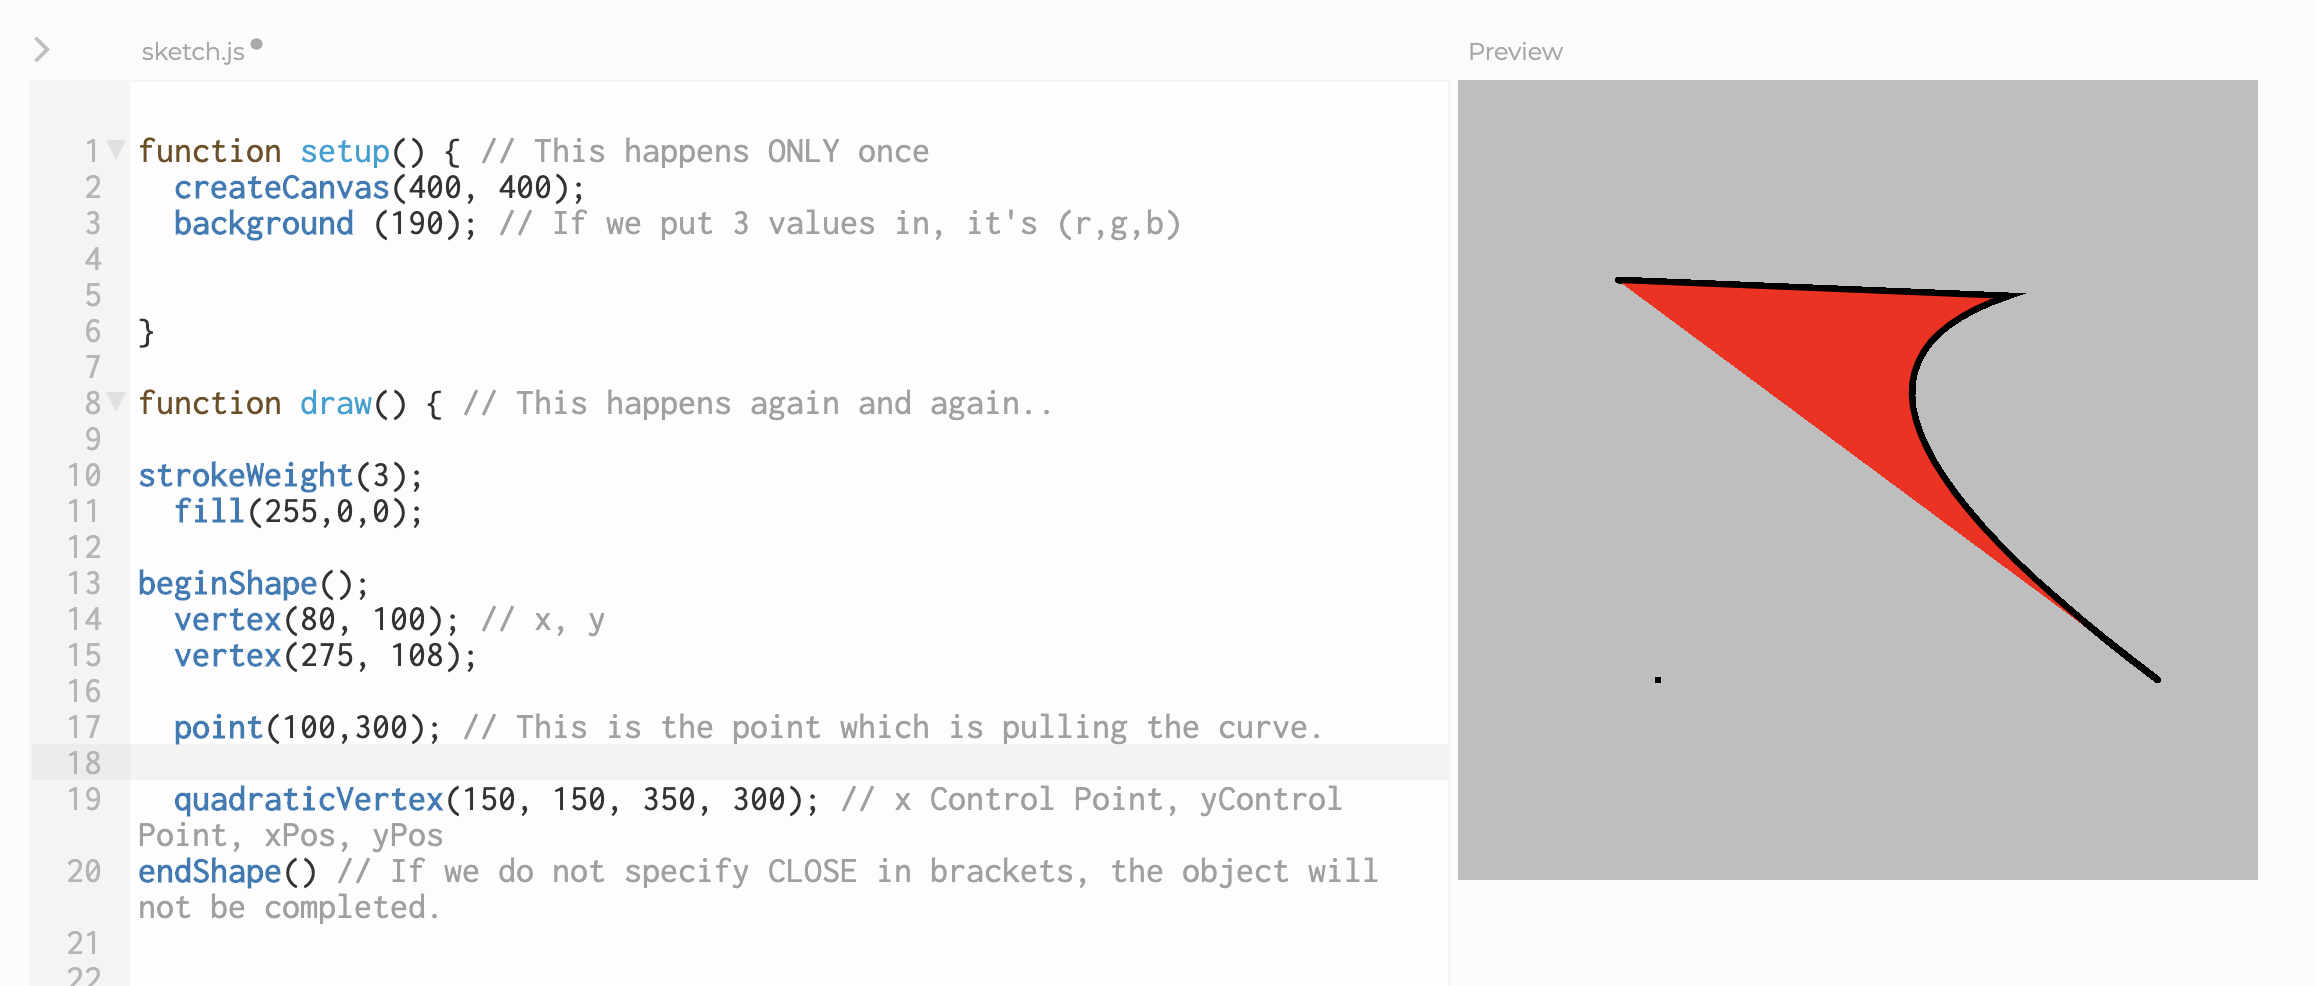 sketch.js
Preview
1 function setup() { // This happens ONLY once
2 createCanvas(400, 400);
3 background (190); // If we put 3 values in, it's (r,g,b)
4
5
6 }
7
8 function draw() { // This happens again and again..
9
10 strokeWeight(3);
11 fill(255,0,0);
12
13 beginShape();
14 vertex(80, 100); // x, y
15 vertex(275, 108);
16
17 point(100,300); // This is the point which is pulling the curve.
18
19 quadraticVertex(150, 150, 350, 300); // x Control Point, yControl
Point, xPos, yPos
20 endShape() // If we do not specify CLOSE in brackets, the object will
not be completed.
21
22